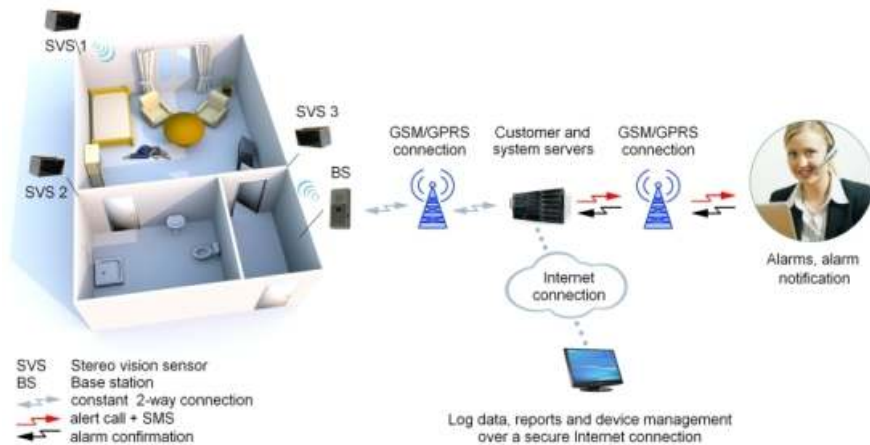 SVS 1
SVS 3
SVS 2
BS
GSM/GPRS
connection
Customer and
system servers
GSM/GPRS
connection
Alarms, alarm
notification
Internet
connection
SVS Stereo vision sensor
BS Base station
constant 2-way connection
alert call + SMS
alarm confirmation
Log data, reports and device management
over a secure Internet connection